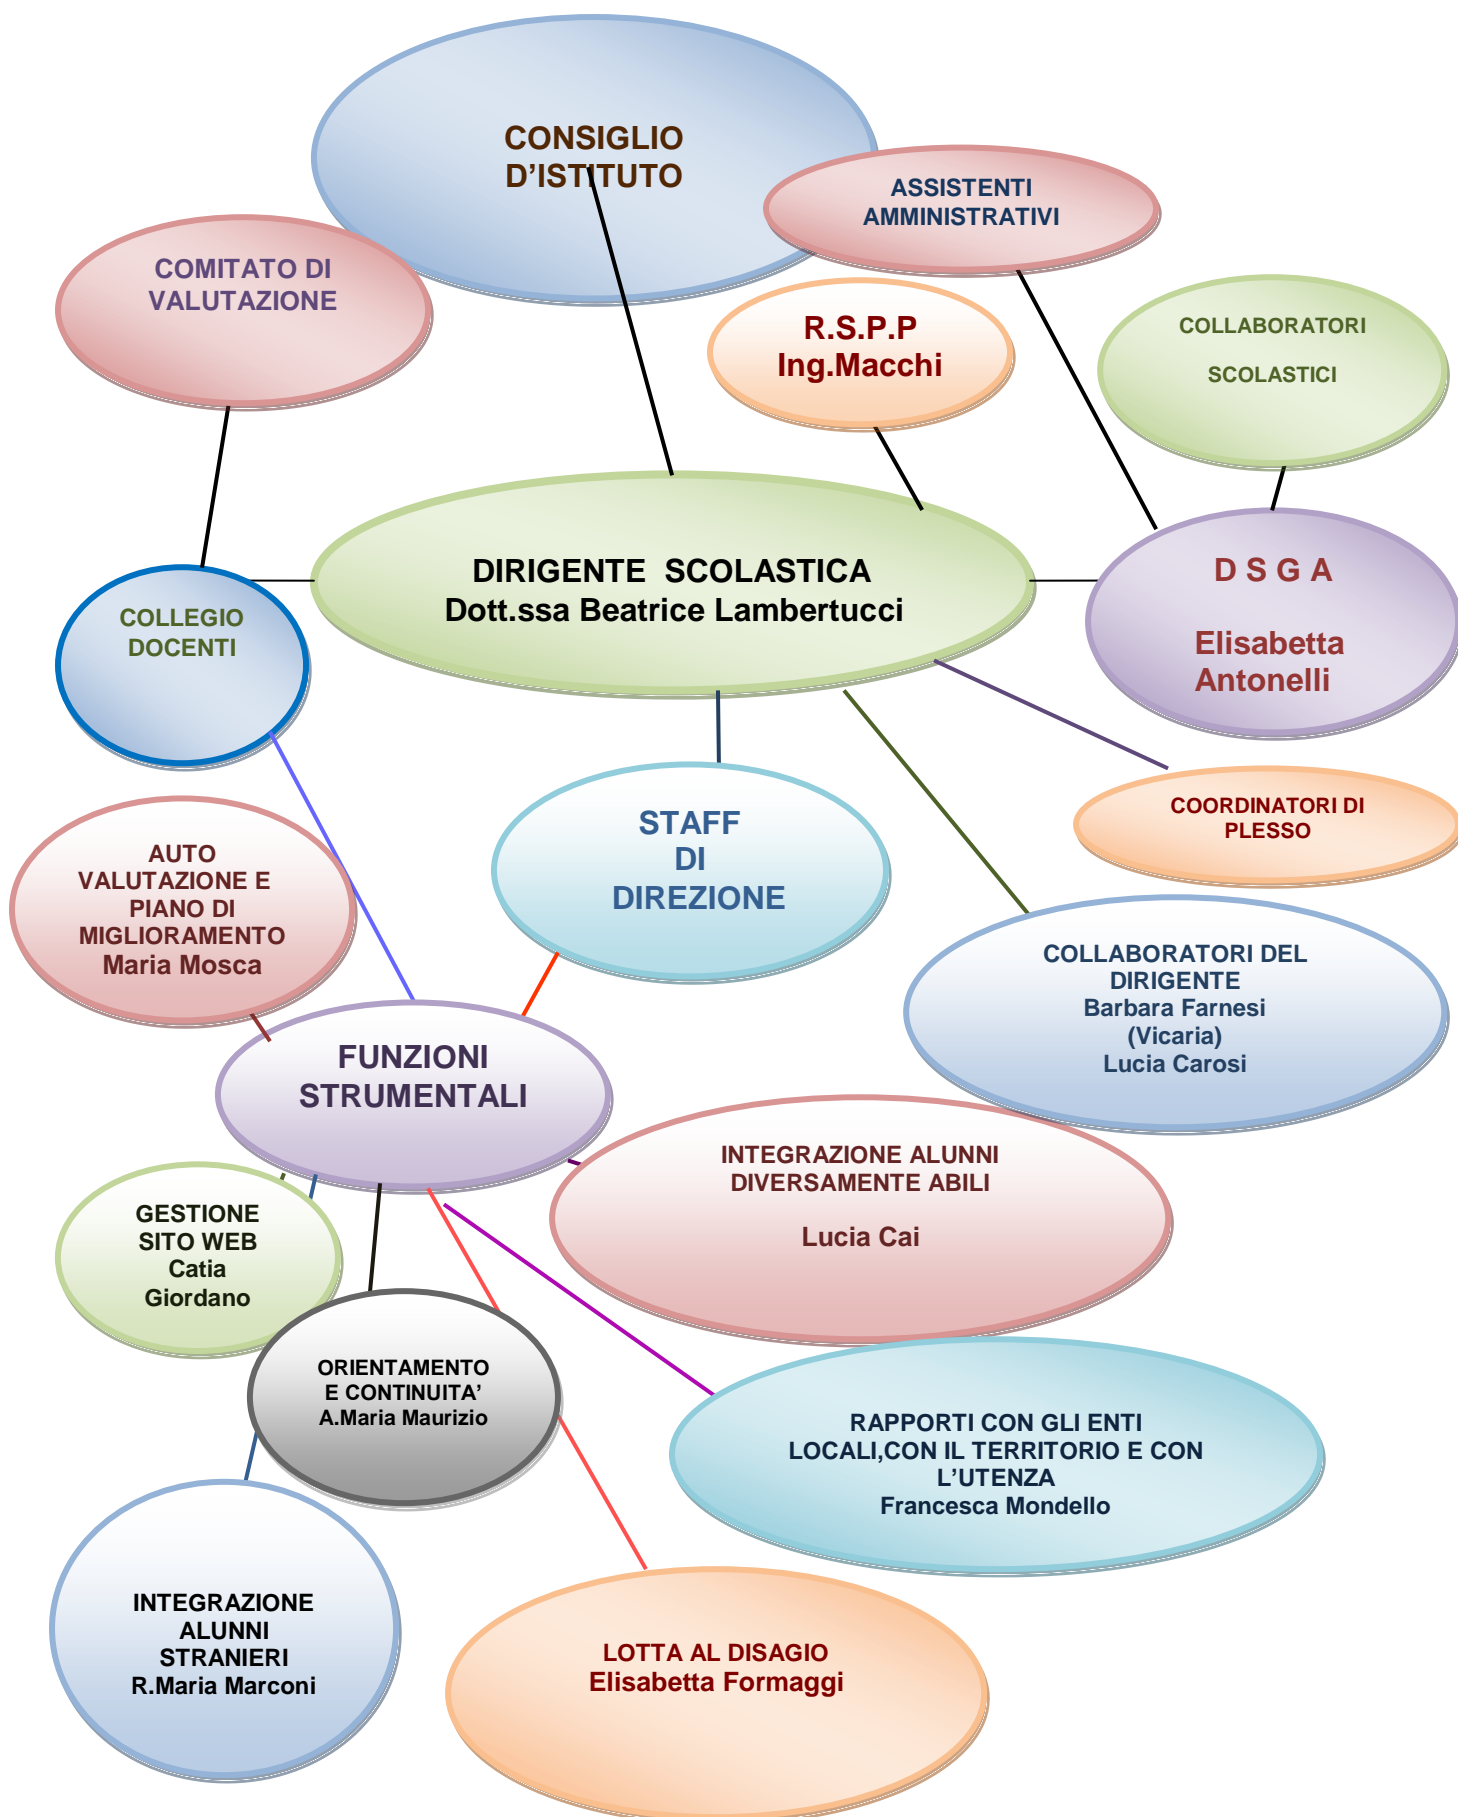 CONSIGLIO
D’ISTITUTO
ASSISTENTI
AMMINISTRATIVI
COMITATO DI
VALUTAZIONE
R.S.P.P
Ing.Macchi
COLLABORATORI
SCOLASTICI
DIRIGENTE  SCOLASTICA
Dott.ssa Beatrice Lambertucci
D S G A
Elisabetta
Antonelli
COLLEGIO
DOCENTI
COORDINATORI DI
PLESSO
STAFF
DI
DIREZIONE
AUTO
VALUTAZIONE E
PIANO DI
MIGLIORAMENTO
Maria Mosca
COLLABORATORI DEL
DIRIGENTE
Barbara Farnesi
(Vicaria)
Lucia Carosi
FUNZIONI
STRUMENTALI
INTEGRAZIONE ALUNNI
DIVERSAMENTE ABILI
Lucia Cai
GESTIONE
SITO WEB
Catia
Giordano
ORIENTAMENTO
E CONTINUITA’
A.Maria Maurizio
RAPPORTI CON GLI ENTI
LOCALI,CON IL TERRITORIO E CON
L’UTENZA
Francesca Mondello
INTEGRAZIONE
ALUNNI
STRANIERI
R.Maria Marconi
LOTTA AL DISAGIO
Elisabetta Formaggi